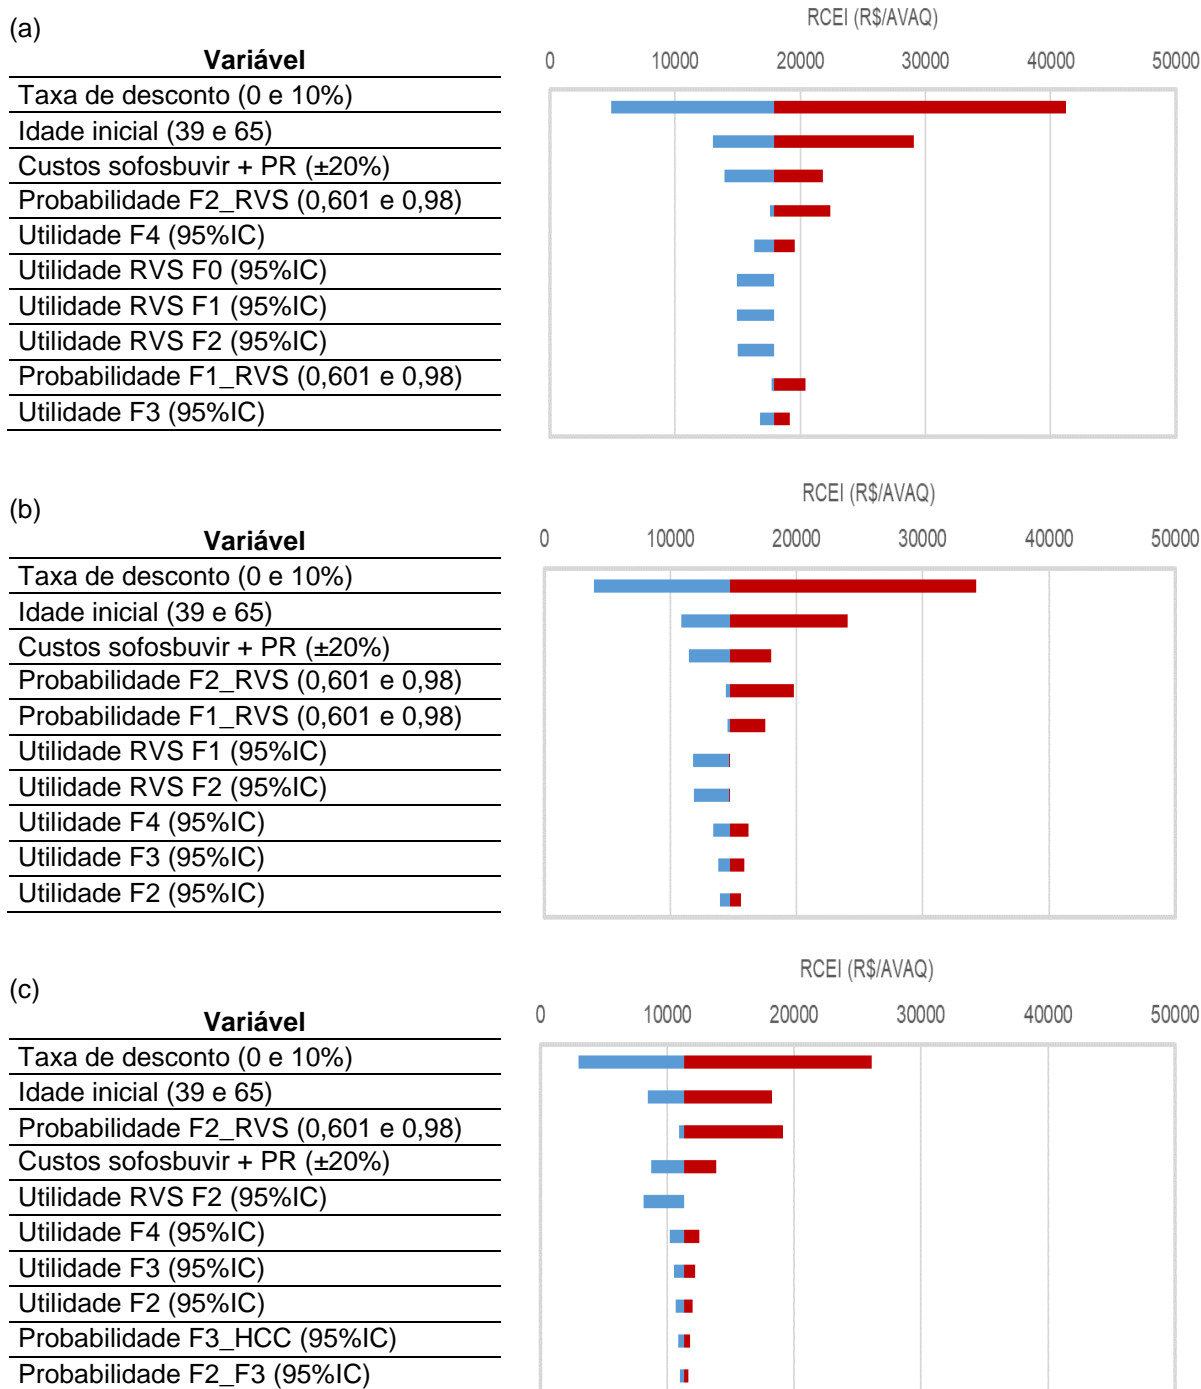 (a)
RCEI (R$/AVAQ)
Variável
0 10000 20000 30000 40000 50000
Taxa de desconto (0 e 10%)
Idade inicial (39 e 65)
Custos sofosbuvir + PR (±20%)
Probabilidade F2_RVS (0,601 e 0,98)
Utilidade F4 (95%IC)
Utilidade RVS F0 (95%IC)
Utilidade RVS F1 (95%IC)
Utilidade RVS F2 (95%IC)
Probabilidade F1_RVS (0,601 e 0,98)
Utilidade F3 (95%IC)
(b)
RCEI (R$/AVAQ)
Variável
0 10000 20000 30000 40000 50000
Taxa de desconto (0 e 10%)
Idade inicial (39 e 65)
Custos sofosbuvir + PR (±20%)
Probabilidade F2_RVS (0,601 e 0,98)
Probabilidade F1_RVS (0,601 e 0,98)
Utilidade RVS F1 (95%IC)
Utilidade RVS F2 (95%IC)
Utilidade F4 (95%IC)
Utilidade F3 (95%IC)
Utilidade F2 (95%IC)
(c)
RCEI (R$/AVAQ)
Variável
0 10000 20000 30000 40000 50000
Taxa de desconto (0 e 10%)
Idade inicial (39 e 65)
Probabilidade F2_RVS (0,601 e 0,98)
Custos sofosbuvir + PR (±20%)
Utilidade RVS F2 (95%IC)
Utilidade F4 (95%IC)
Utilidade F3 (95%IC)
Utilidade F2 (95%IC)
Probabilidade F3_HCC (95%IC)
Probabilidade F2_F3 (95%IC)